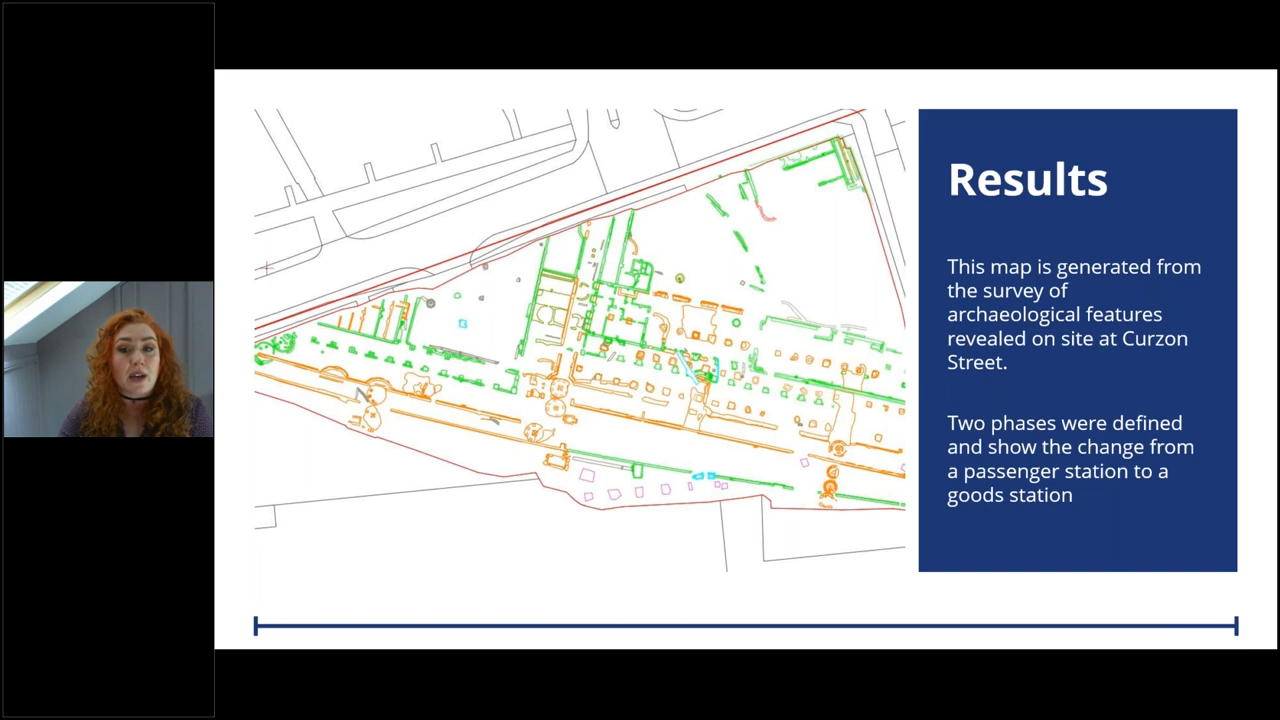 Results
This map is generated from
the survey of
archaeological features
revealed on site at Curzon
Street.
Two phases were defined
and show the change from
a passenger station to a
goods station